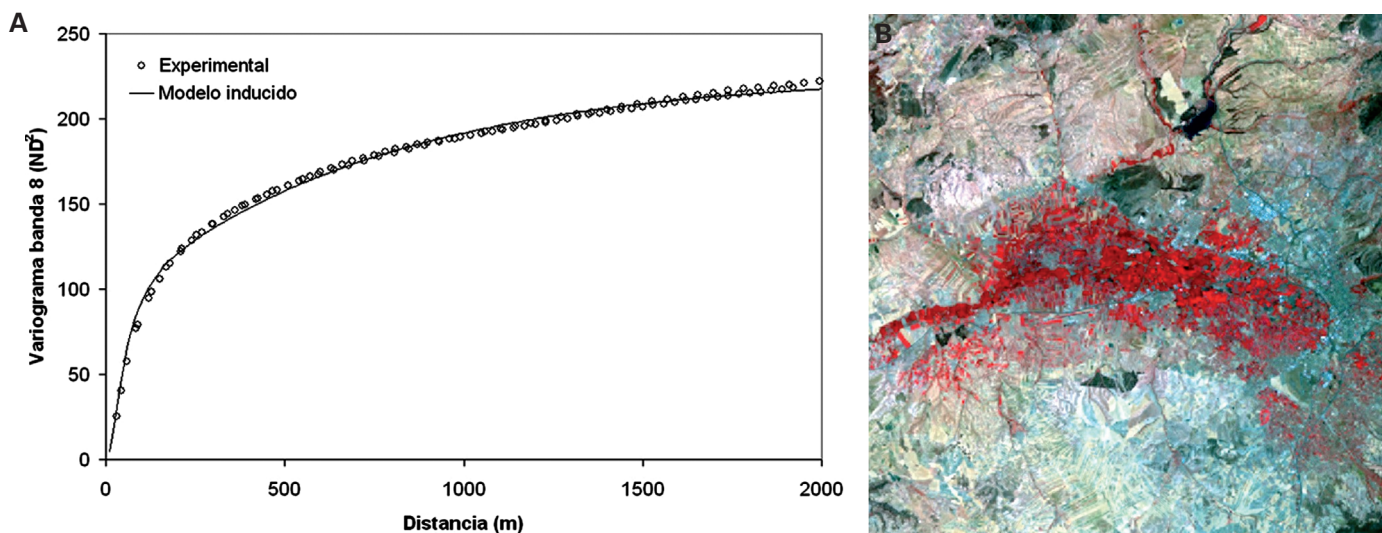 A
250
200
150
100
50
0
Variograma banda 8 (ND²)
Experimental
Modelo inducido
0 500 1000 1500 2000
Distancia (m)
B